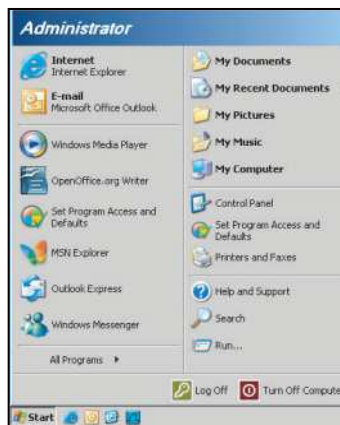 Administrator
Internet
Internet Explorer
E-mail
Microsoft Office Outlook
Windows Media Player
OpenOffice.org Writer
Set Program Access and
Defaults
MSN Explorer
Outlook Express
Windows Messenger
All Programs
My Documents
My Recent Documents
My Pictures
My Music
My Computer
Control Panel
Set Program Access and
Defaults
Printers and Faxes
Help and Support
Search
Run...
Log Off
Turn Off Compute
Start